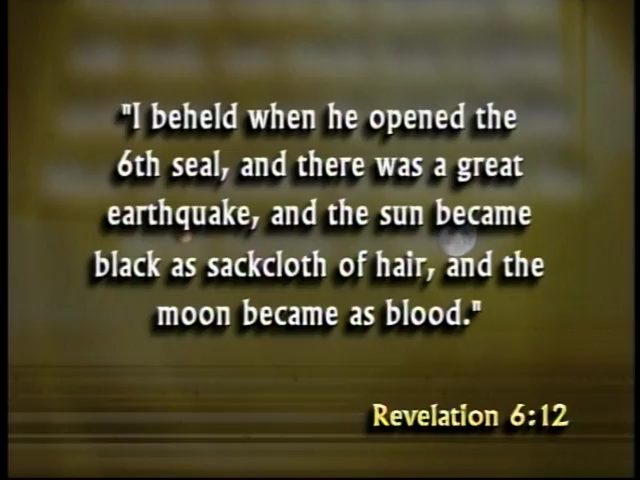 "I beheld when he opened the
6th seal, and there was a great
earthquake, and the sun became
black as sackcloth of hair, and the
moon became as blood."
Revelation 6:12